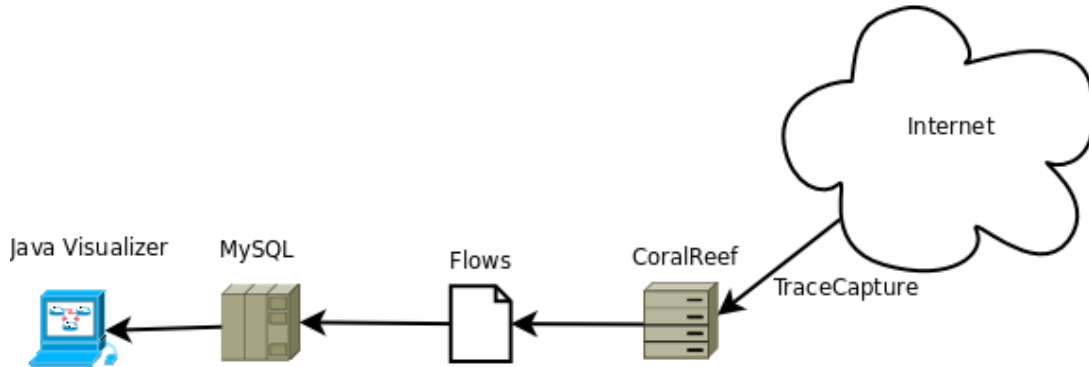 Internet
Java Visualizer
MySQL
Flows
CoralReef
TraceCapture